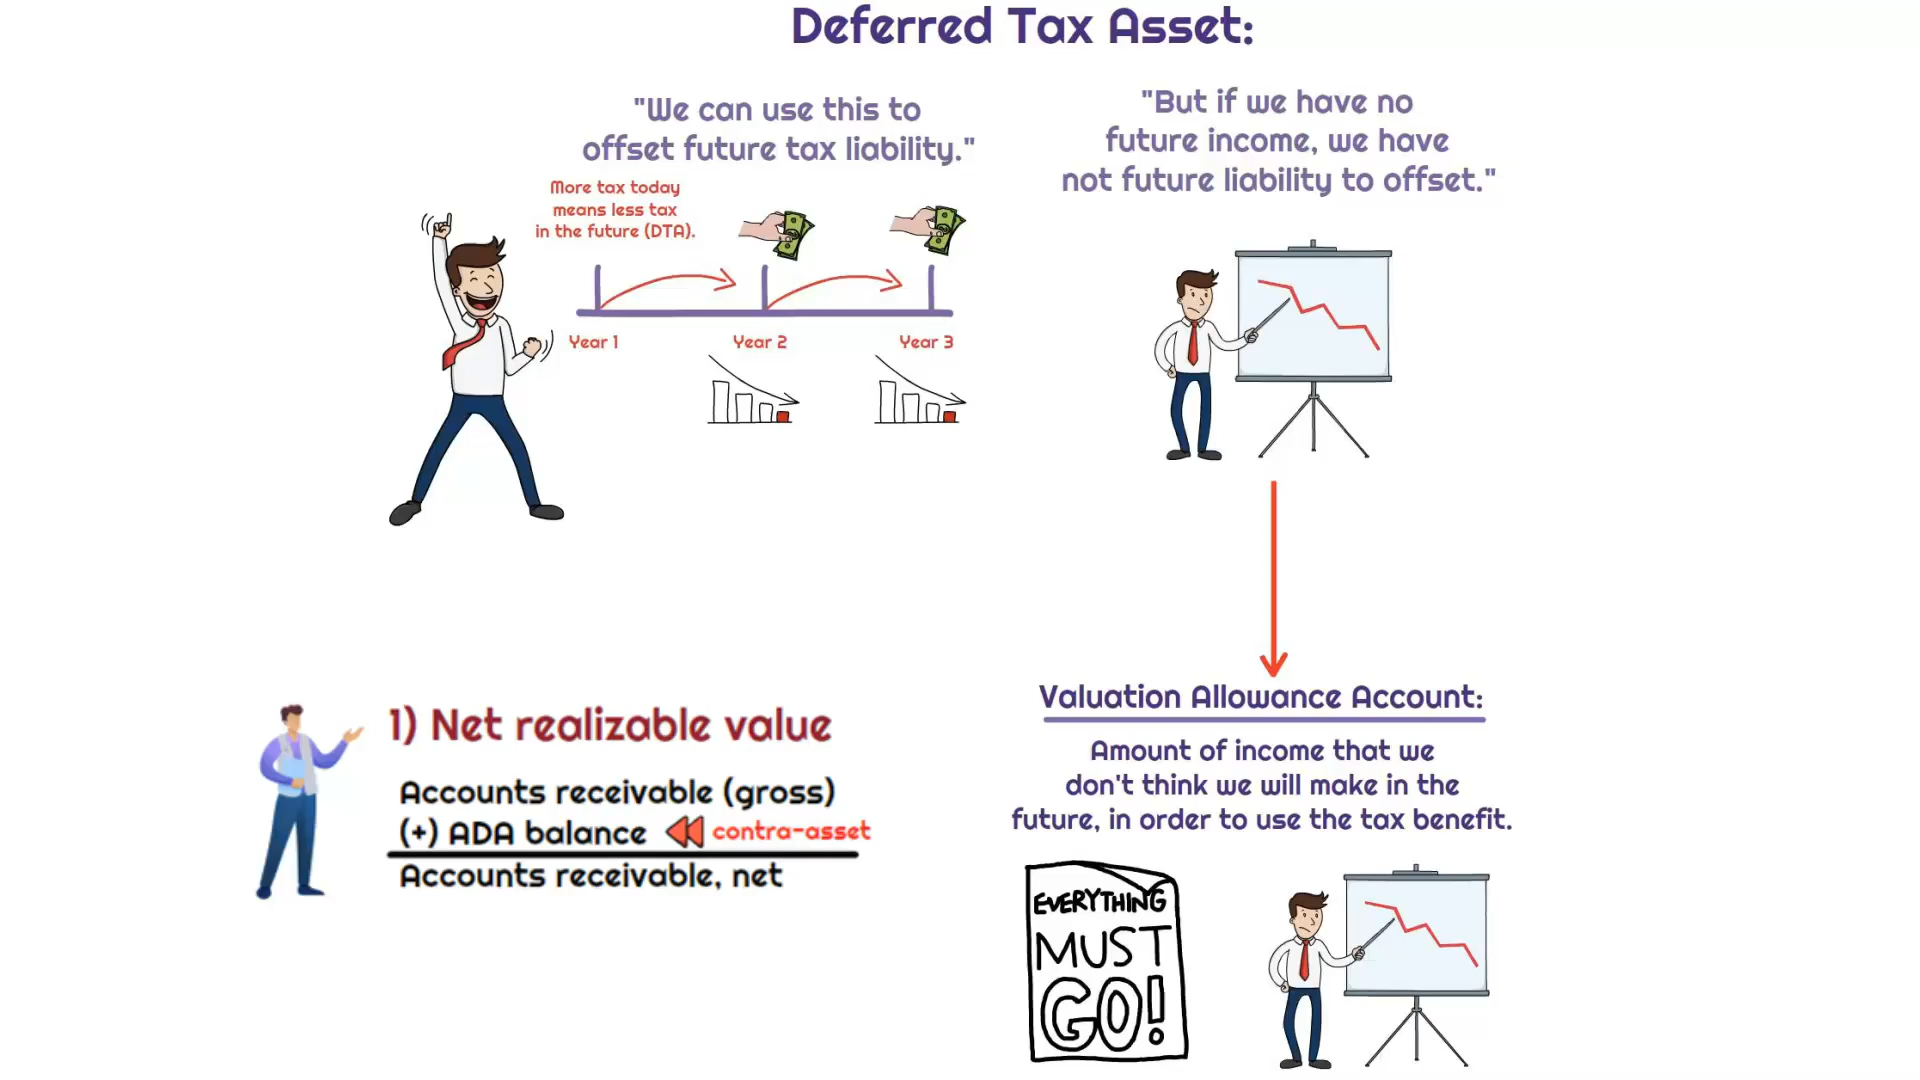 Deferred Tax Asset:
"We can use this to
offset future tax liability."
More tax today
means less tax
in the future (DTA).
Year 1
Year 2
Year 3
"But if we have no
future income, we have
not future liability to offset."
1) Net realizable value
Accounts receivable (gross)
(+) ADA balance contra-asset
Accounts receivable, net
Valuation Allowance Account:
Amount of income that we
don't think we will make in the
future, in order to use the tax benefit.
EVERYTHING
MUST
GO!